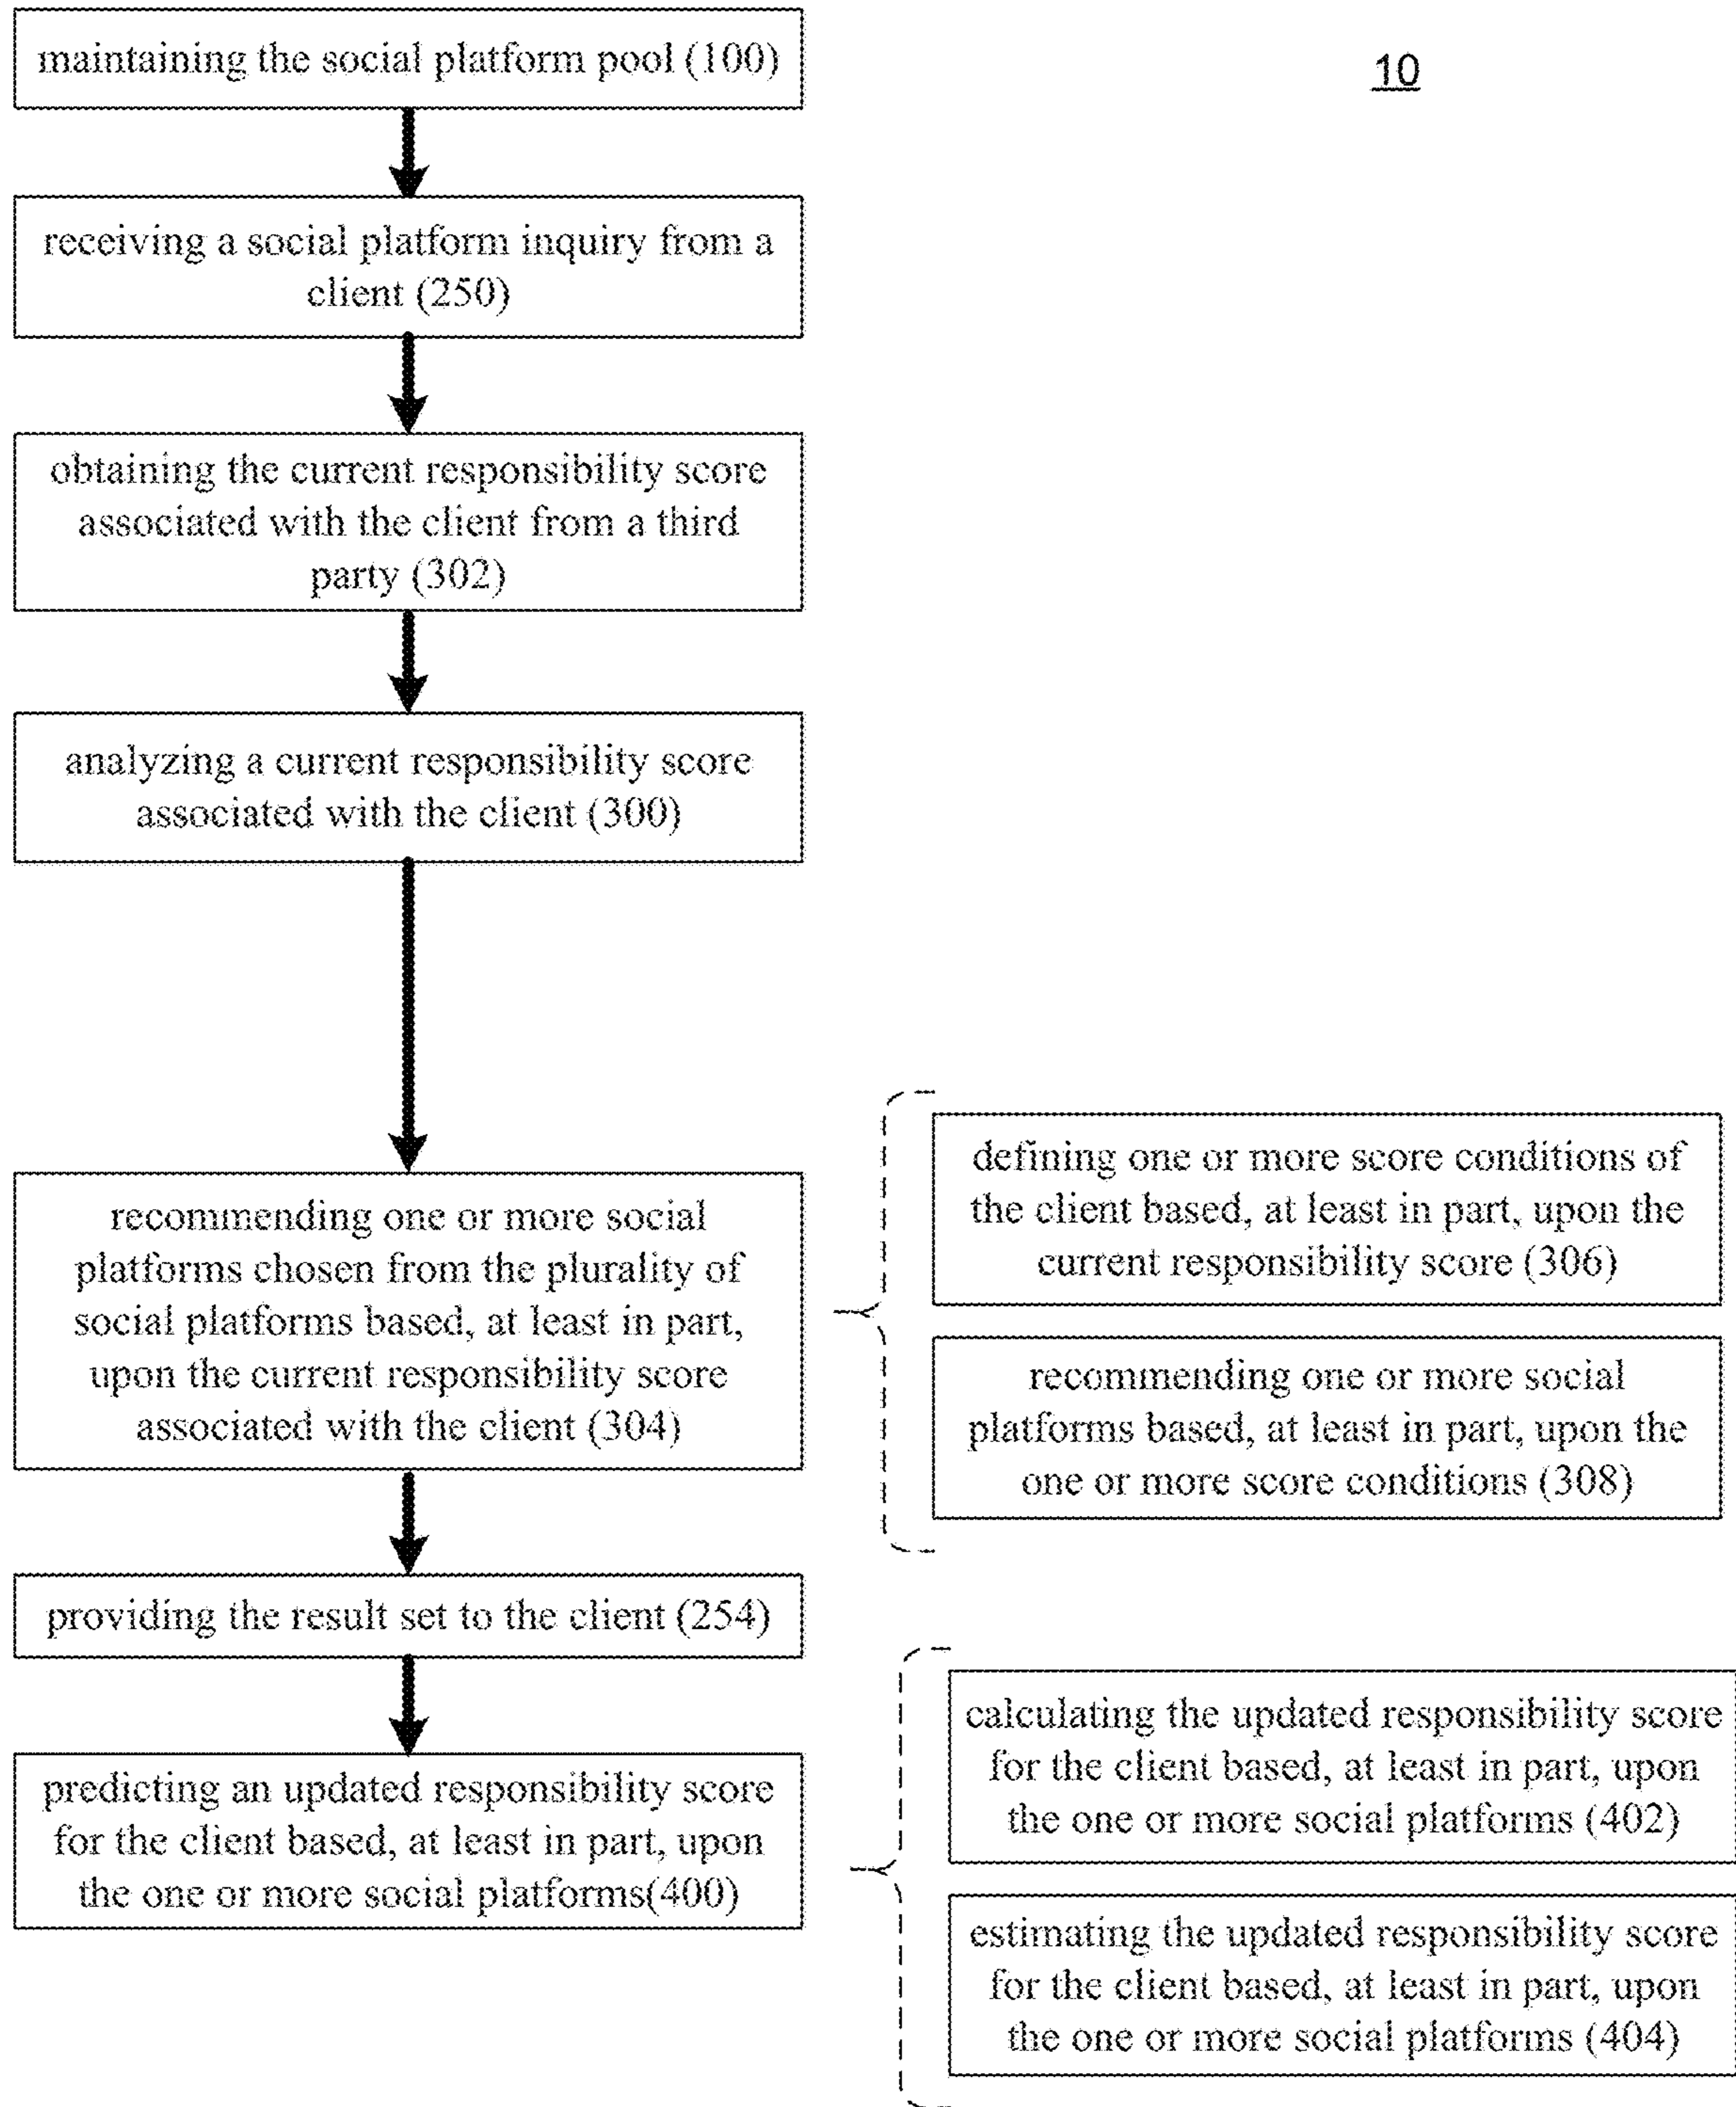 maintaining the social platform pool (100)
10
receiving a social platform inquiry from a
client (250)
obtaining the current responsibility score
associated with the client from a third
party (302)
analyzing a current responsibility score
associated with the client (300)
recommending one or more social
platforms chosen from the plurality of
social platforms based, at least in part,
upon the current responsibility score
associated with the client (304)
defining one or more score conditions of
the client based, at least in part, upon the
current responsibility score (306)
recommending one or more social
platforms based, at least in part, upon the
one or more score conditions (308)
providing the result set to the client (254)
predicting an updated responsibility score
for the client based, at least in part, upon
the one or more social platforms(400)
calculating the updated responsibility score
for the client based, at least in part, upon
the one or more social platforms (402)
estimating the updated responsibility score
for the client based, at least in part, upon
the one or more social platforms (404)